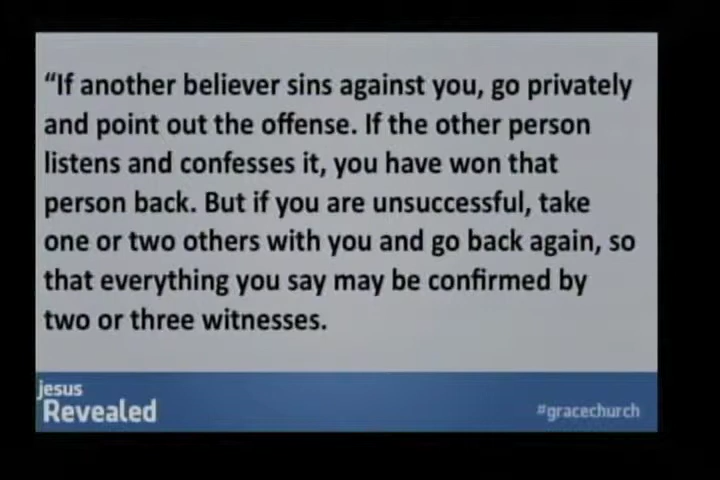 “If another believer sins against you, go privately
and point out the offense. If the other person
listens and confesses it, you have won that
person back. But if you are unsuccessful, take
one or two others with you and go back again, so
that everything you say may be confirmed by
two or three witnesses.
jesus
Revealed
#gracechurch